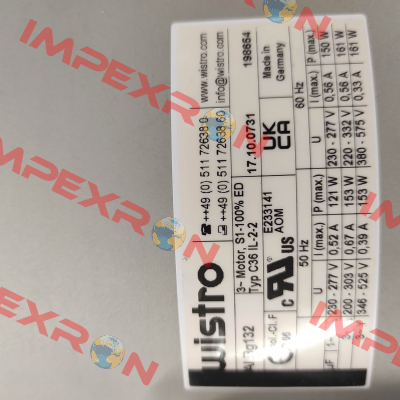 IMPEXRON
IMPEXRON
IMPEXRON
wistro
++49 (0) 511 72638 0
www.wistro.com
++49 (0) 511 72638 60
info@wistro.com
3~ Motor, S1-100% ED
17.10.0731
198654
Typ C36 IL-2-2
Made in Germany
E233141
AOM
C US
UK CA
50 Hz
60 Hz
U I (max.) P (max.) U I (max.) P (max.)
1~ 230 - 277 V 0,52 A 121 W 230 - 277 V 0,56 A 150 W
200 - 303 V 0,67 A 153 W 220 - 332 V 0,56 A 161 W
346 - 525 V 0,39 A 153 W 380 - 575 V 0,33 A 161 W